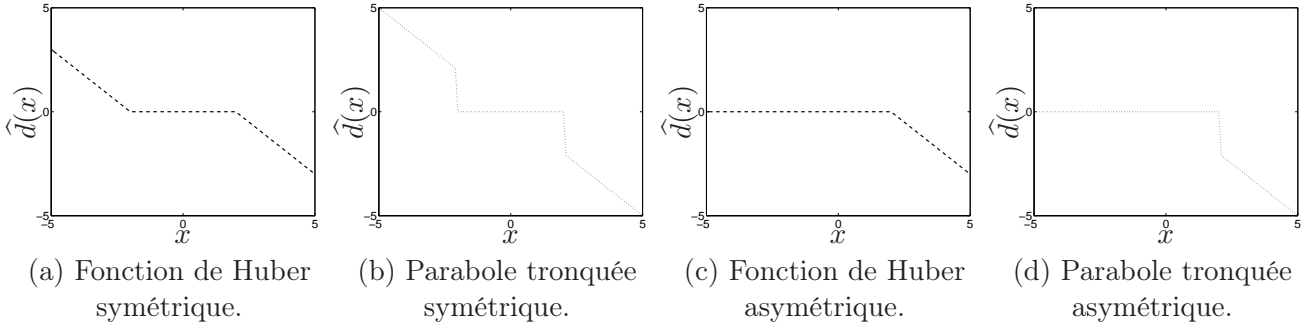 5
0
−5
−5
0
5
x
d̂(x)
(a) Fonction de Huber
symétrique.
5
0
−5
−5
0
5
x
d̂(x)
(b) Parabole tronquée
symétrique.
5
0
−5
−5
0
5
x
d̂(x)
(c) Fonction de Huber
asymétrique.
5
0
−5
−5
0
5
x
d̂(x)
(d) Parabole tronquée
asymétrique.